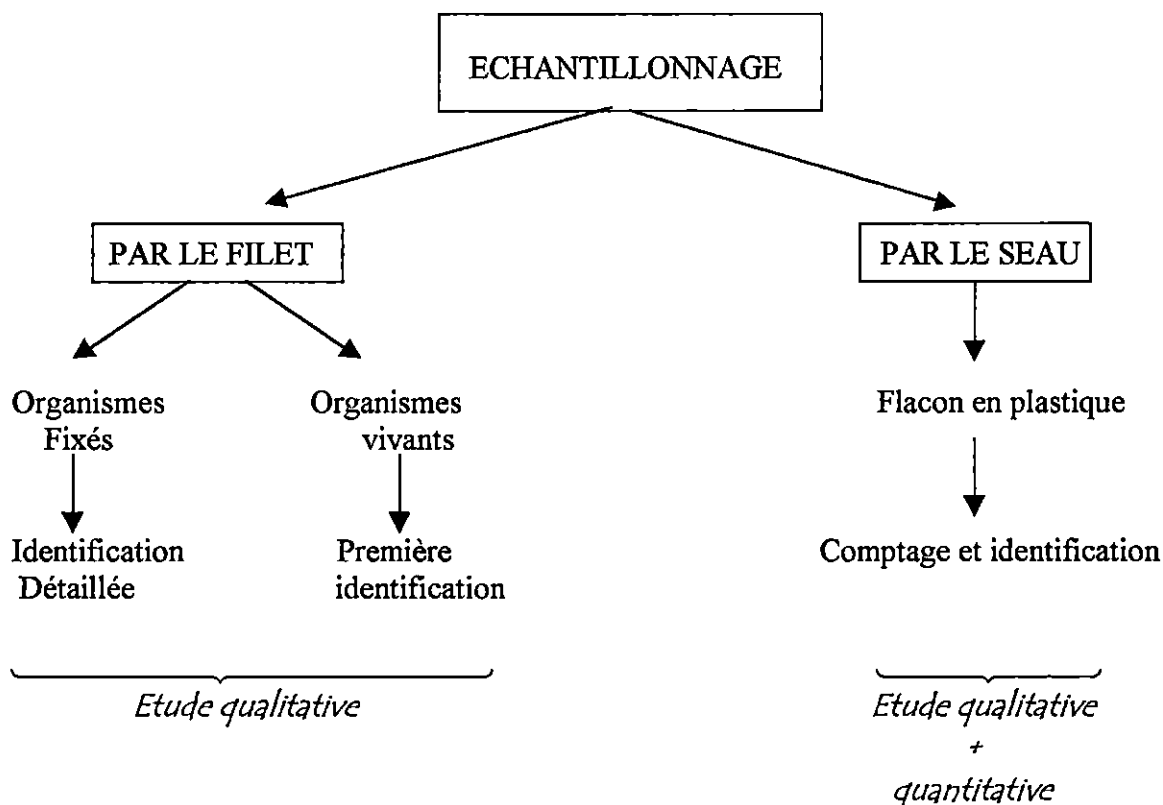 ECHANTILLONNAGE
PAR LE FILET
PAR LE SEAU
Organismes
Fixés
Organismes
vivants
Flacon en plastique
Identification
Détaillée
Première
identification
Comptage et identification
Etude qualitative
Etude qualitative
+
quantitative